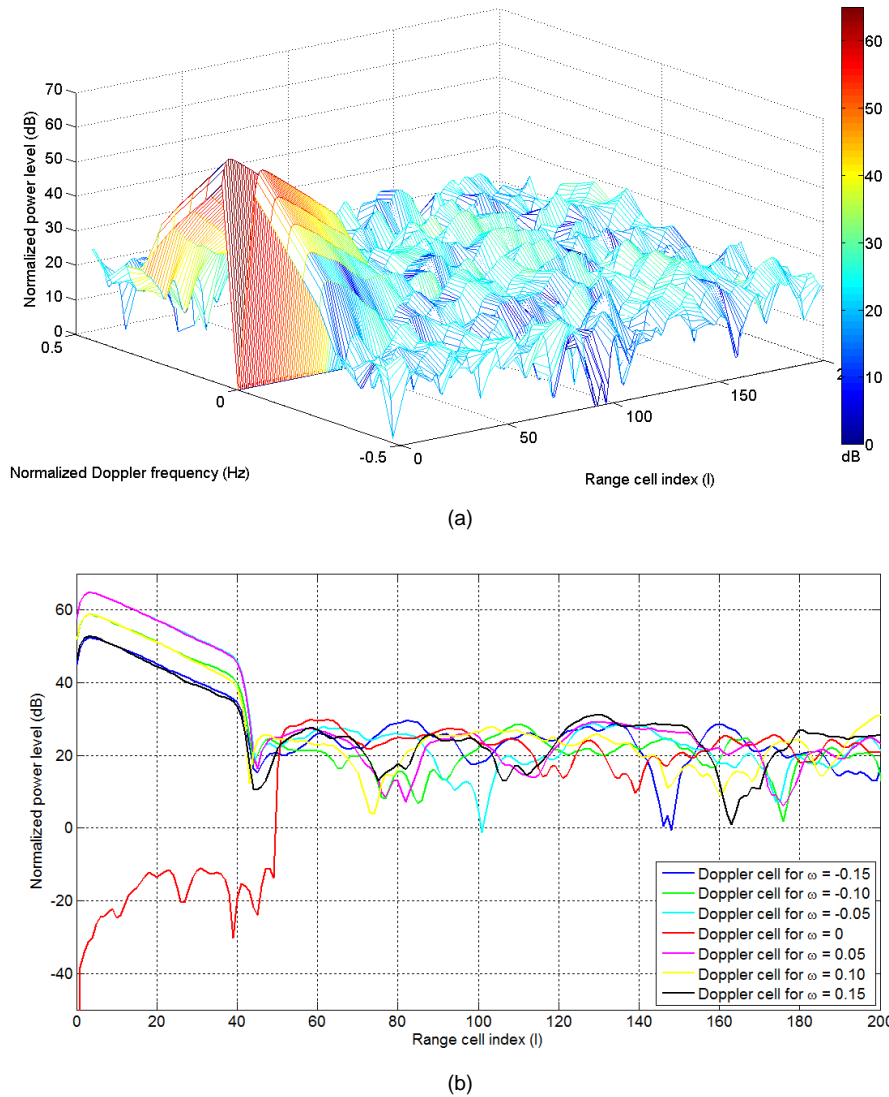 70
60
50
40
30
20
10
0
Normalized power level (dB)
0.5
0
-0.5
Normalized Doppler frequency (Hz)
0
50
100
150
2
Range cell index (l)
60
50
40
30
20
10
0
dB
(a)
60
40
20
0
-20
-40
Normalized power level (dB)
Doppler cell for ω = -0.15
Doppler cell for ω = -0.10
Doppler cell for ω = -0.05
Doppler cell for ω = 0
Doppler cell for ω = 0.05
Doppler cell for ω = 0.10
Doppler cell for ω = 0.15
0 20 40 60 80 100 120 140 160 180 200
Range cell index (l)
(b)